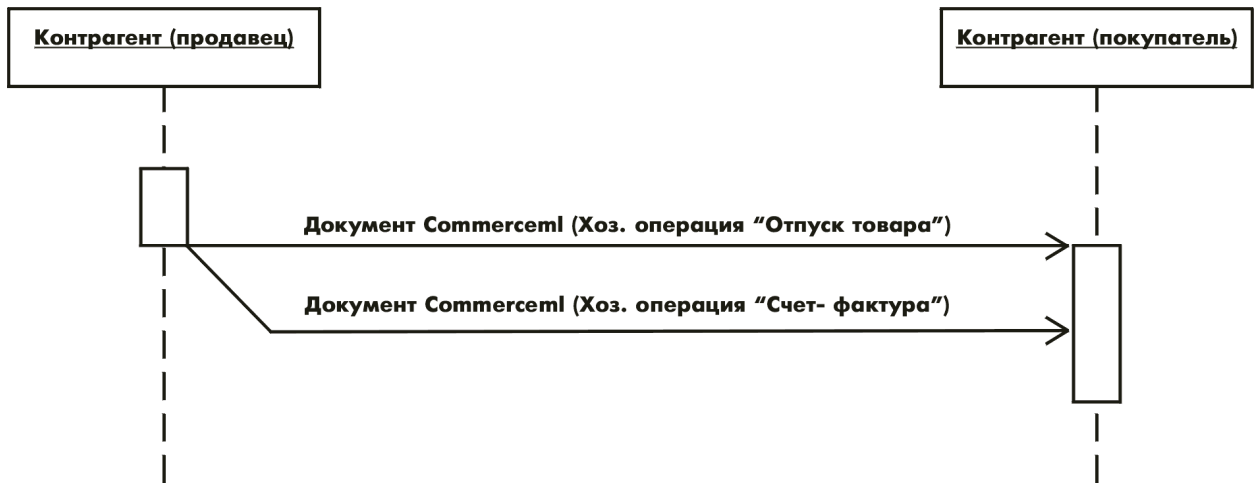 Контрагент (продавец)
Контрагент (покупатель)
Документ Commerceml (Хоз. операция “Отпуск товара”)
Документ Commerceml (Хоз. операция “Счет- фактура”)